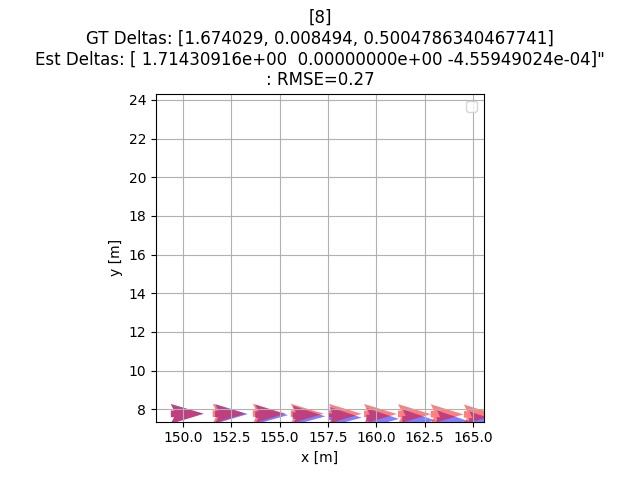 [8]
GT Deltas: [1.674029, 0.008494, 0.5004786340467741]
Est Deltas: [ 1.71430916e+00  0.00000000e+00 -4.55949024e-04]"
: RMSE=0.27
24
22
20
18
16
14
12
10
8
y [m]
150.0 152.5 155.0 157.5 160.0 162.5 165.0
x [m]